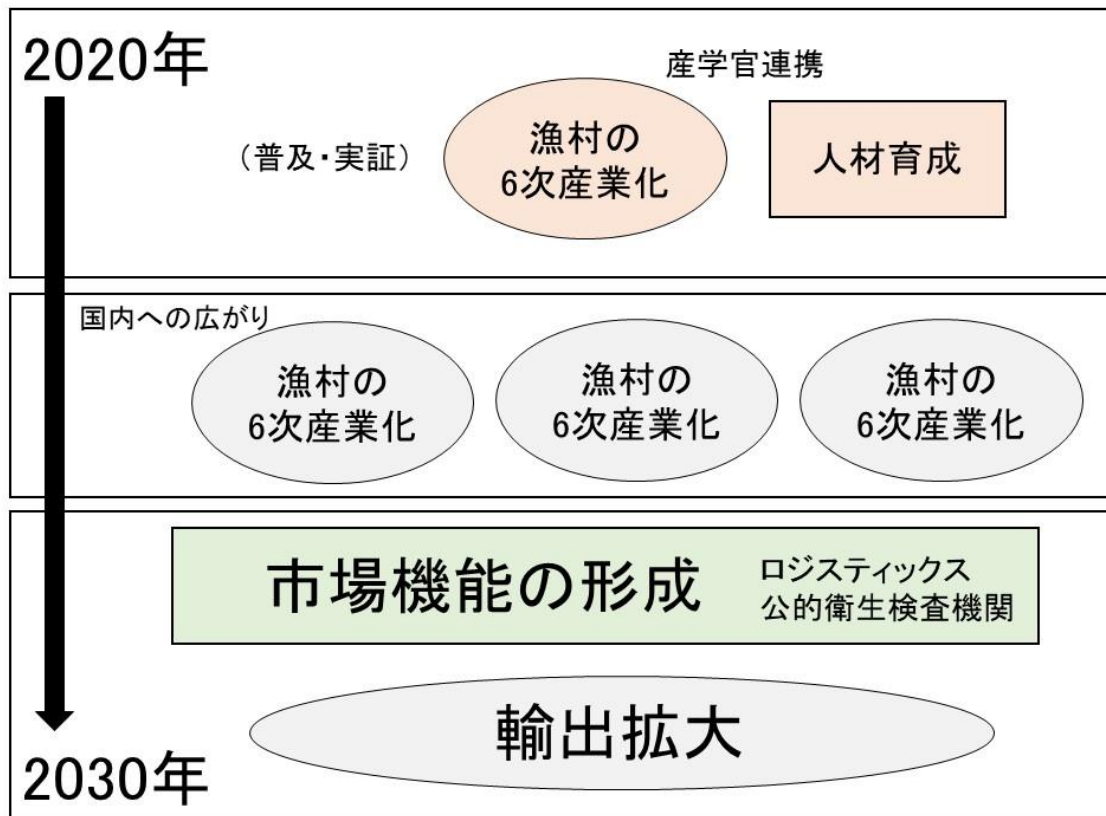 2020年
産学官連携
（普及・実証）
漁村の
6次産業化
人材育成
国内への広がり
漁村の
6次産業化
漁村の
6次産業化
漁村の
6次産業化
市場機能の形成
ロジスティックス
公的衛生検査機関
輸出拡大
2030年